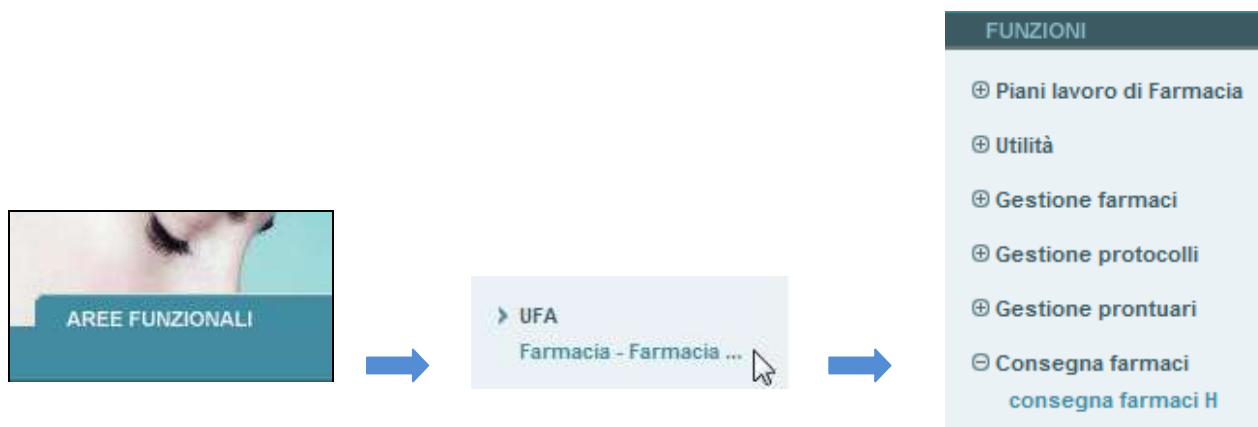 AREE FUNZIONALI
UFA
Farmacia - Farmacia ...
FUNZIONI
Piani lavoro di Farmacia
Utilità
Gestione farmaci
Gestione protocolli
Gestione prontuari
Consegna farmaci
consegna farmaci H